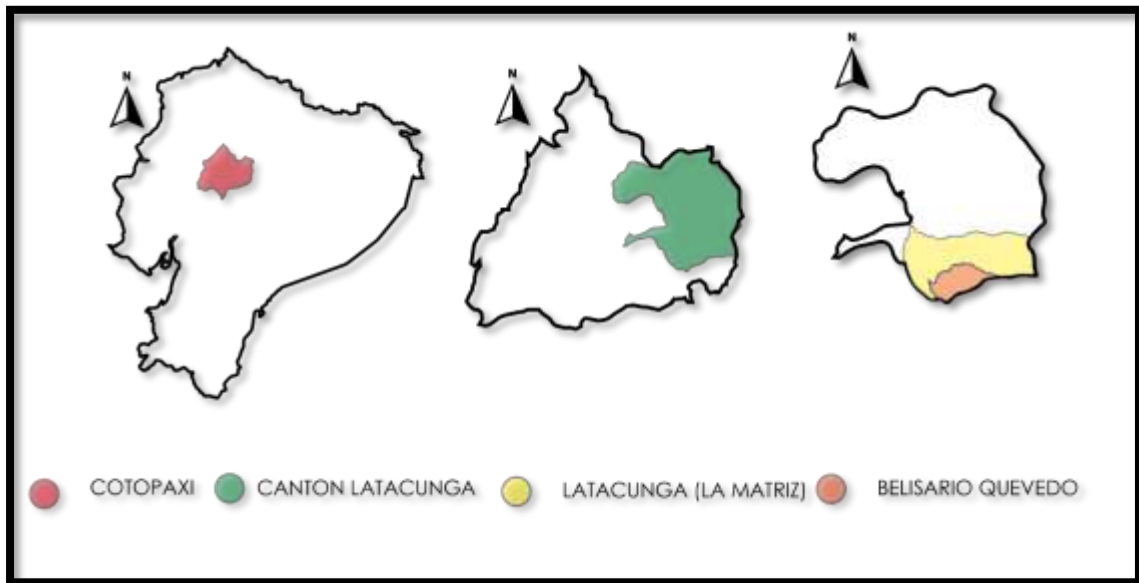 N
N
N
COTOPAXI
CANTON LATACUNGA
LATACUNGA (LA MATRIZ)
BELISARIO QUEVEDO